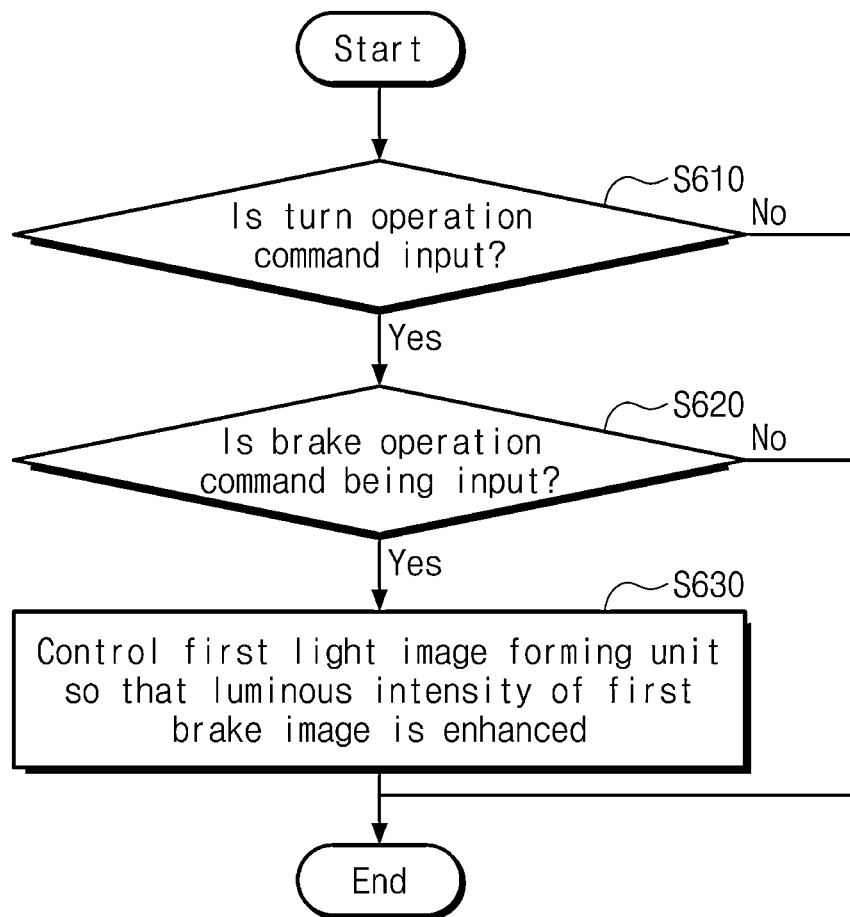 Start
S610
Is turn operation
command input?
No
Yes
S620
Is brake operation
command being input?
No
Yes
S630
Control first light image forming unit
so that luminous intensity of first
brake image is enhanced
End